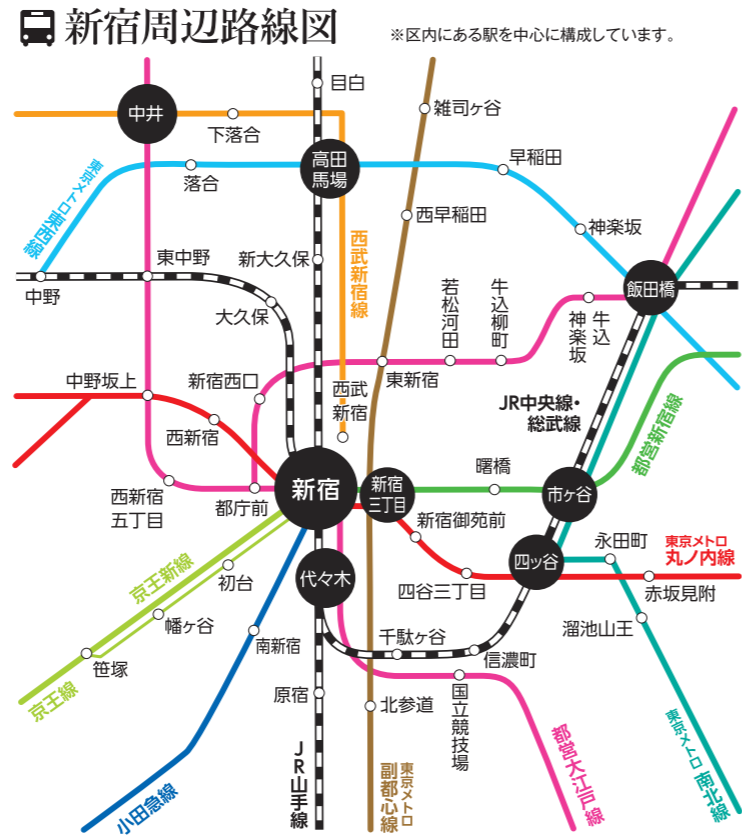 新宿周辺路線図
※区内にある駅を中心に構成しています。
目白
雑司ヶ谷
中井
下落合
高田
馬場
早稲田
東京メトロ東西線
落合
西早稲田
神楽坂
東中野
新大久保
西武新宿線
飯田橋
中野
大久保
若松河田
牛込柳町
牛込
神楽坂
中野坂上
新宿西口
西武
新宿
東新宿
JR中央線・
総武線
都営新宿線
西新宿
曙橋
新宿
新宿
三丁目
市ヶ谷
西新宿
五丁目
都庁前
新宿御苑前
永田町
東京メトロ
丸ノ内線
京王新線
初台
代々木
四ッ谷
四谷三丁目
赤坂見附
幡ヶ谷
南新宿
千駄ヶ谷
信濃町
溜池山王
笹塚
京王線
原宿
北参道
国立競技場
小田急線
JR山手線
東京メトロ
副都心線
都営大江戸線
東京メトロ南北線